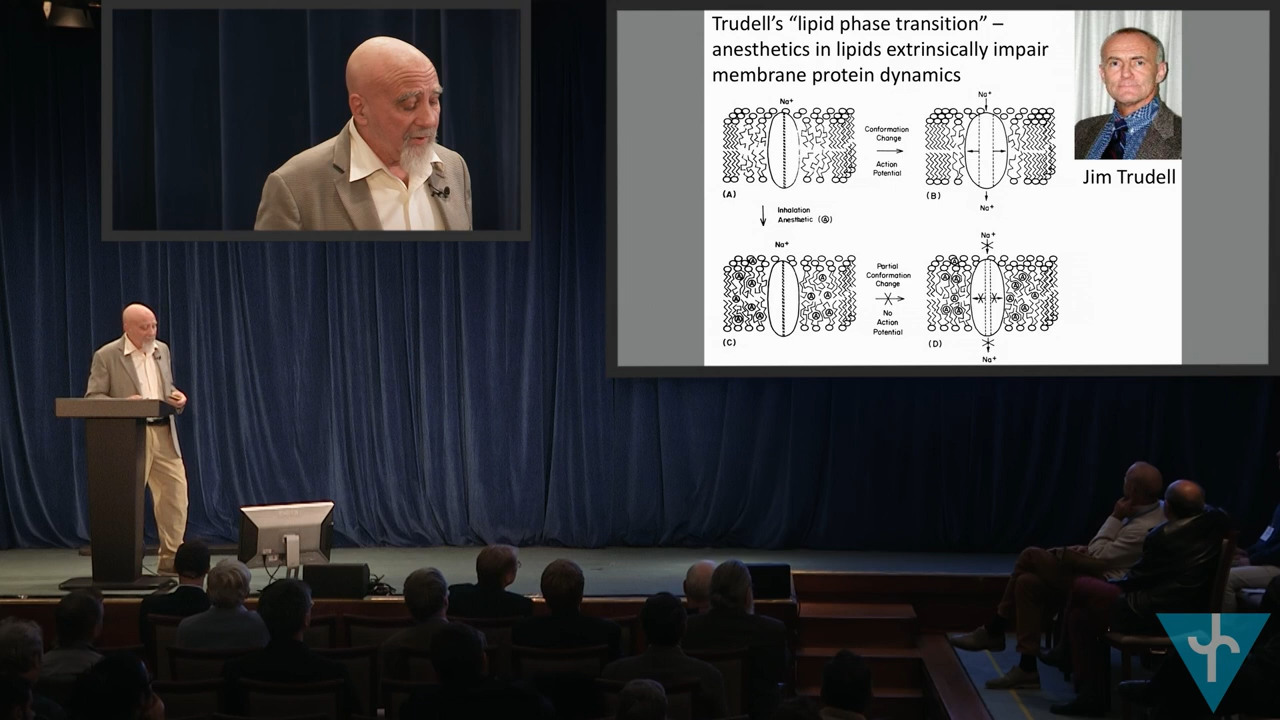 Trudell's “lipid phase transition” –
anesthetics in lipids extrinsically impair
membrane protein dynamics
Jim Trudell
Na⁺
Conformation
Change
Action
Potential
Na⁺
Na⁺
(A)
(B)
Inhalation
Anesthetic (Ⓐ)
Na⁺
Partial
Conformation
Change
No
Action
Potential
Na⁺
Na⁺
(C)
(D)